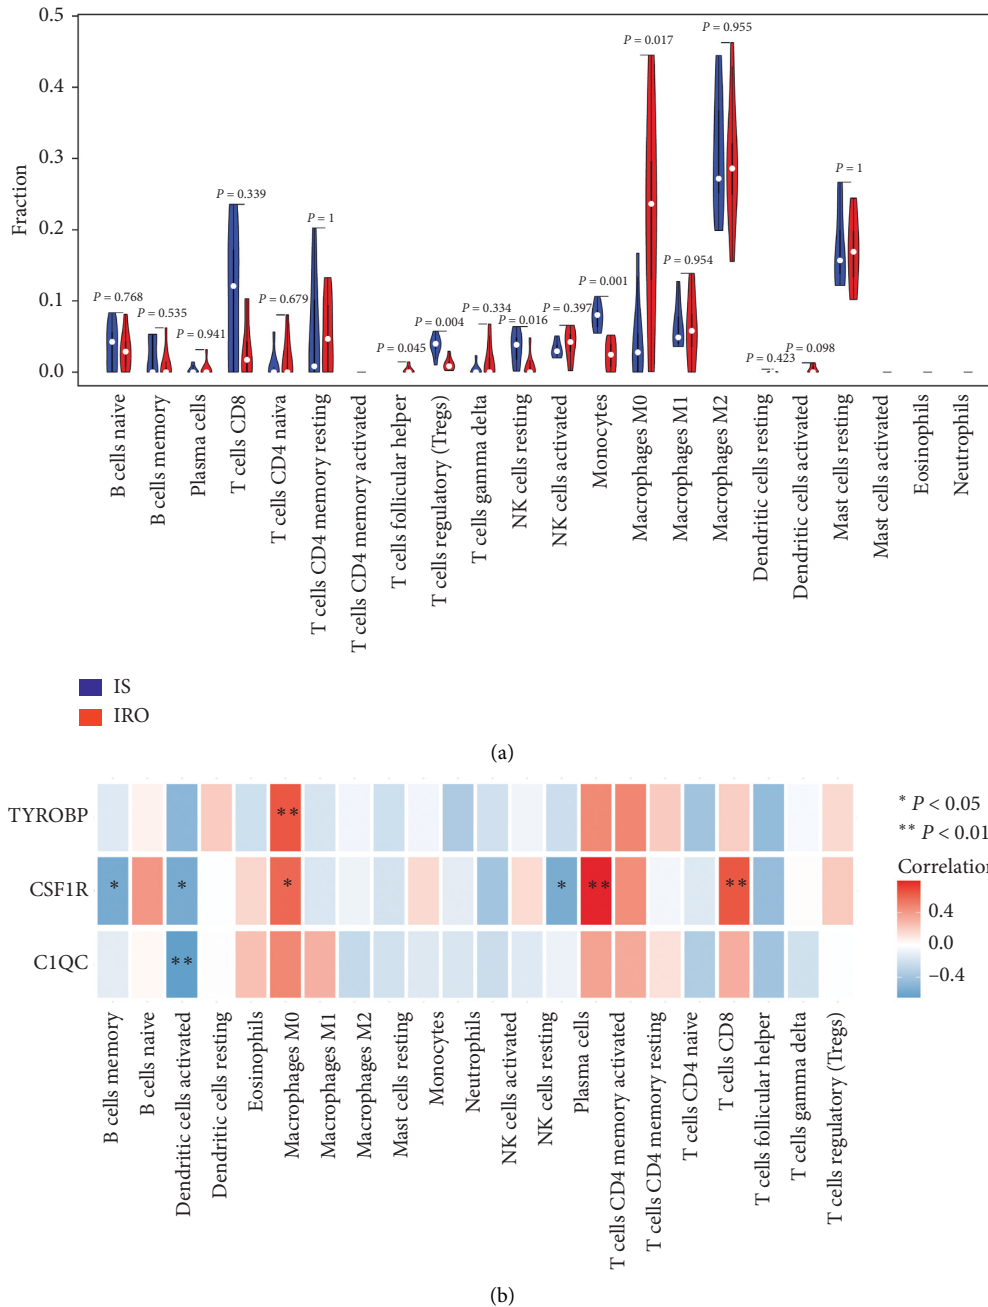 0.5
0.4
0.3
0.2
0.1
0.0
Fraction
P = 0.768
P = 0.535
P = 0.941
P = 0.339
P = 0.679
P = 1
P = 0.045
P = 0.004
P = 0.334
P = 0.016
P = 0.397
P = 0.001
P = 0.017
P = 0.954
P = 0.955
P = 0.423
P = 0.098
P = 1
B cells naive
B cells memory
Plasma cells
T cells CD8
T cells CD4 naiva
T cells CD4 memory resting
T cells CD4 memory activated
T cells follicular helper
T cells regulatory (Tregs)
T cells gamma delta
NK cells resting
NK cells activated
Monocytes
Macrophages M0
Macrophages M1
Macrophages M2
Dendritic cells resting
Dendritic cells activated
Mast cells resting
Mast cells activated
Eosinophils
Neutrophils
IS
IRO
(a)
TYROBP
**
CSF1R
* * * * ** **
C1QC
**
* P < 0.05
** P < 0.01
Correlation
0.4
0.0
−0.4
B cells memory
B cells naive
Dendritic cells activated
Dendritic cells resting
Eosinophils
Macrophages M0
Macrophages M1
Macrophages M2
Mast cells resting
Monocytes
Neutrophils
NK cells activated
NK cells resting
Plasma cells
T cells CD4 memory activated
T cells CD4 memory resting
T cells CD4 naive
T cells CD8
T cells follicular helper
T cells gamma delta
T cells regulatory (Tregs)
(b)